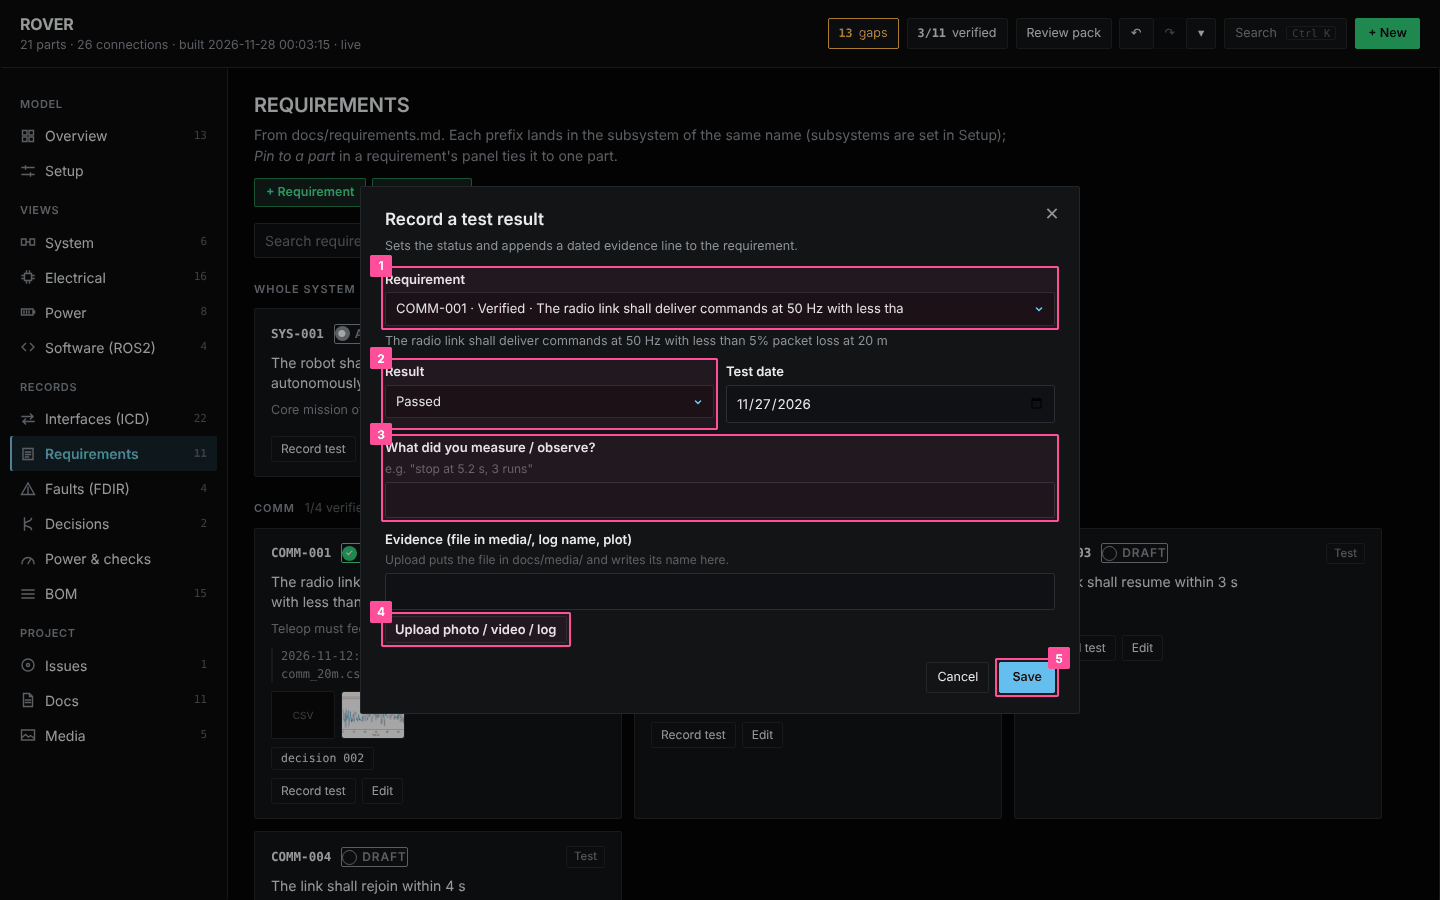 ROVER
21 parts · 26 connections · built 2026-11-28 00:03:15 · live
13 gaps
3/11 verified
Review pack
Search Ctrl K
+ New
MODEL
Overview 13
Setup
VIEWS
System 6
Electrical 16
Power 8
Software (ROS2) 4
RECORDS
Interfaces (ICD) 22
Requirements 11
Faults (FDIR) 4
Decisions 2
Power & checks
BOM 15
PROJECT
Issues 1
Docs 11
Media 5
REQUIREMENTS
From docs/requirements.md. Each prefix lands in the subsystem of the same name (subsystems are set in Setup);
Pin to a part in a requirement's panel ties it to one part.
+ Requirement
Search require
WHOLE SYSTEM
SYS-001 A
The robot sha
autonomously
Core mission o
Record test
COMM 1/4 verifie
COMM-001
The radio link
with less than
Teleop must fee
2026-11-12:
comm_20m.cs
CSV
decision 002
Record test Edit
Record a test result
Sets the status and appends a dated evidence line to the requirement.
1
Requirement
COMM-001 · Verified · The radio link shall deliver commands at 50 Hz with less tha
The radio link shall deliver commands at 50 Hz with less than 5% packet loss at 20 m
2
Result
Passed
Test date
11/27/2026
3
What did you measure / observe?
e.g. "stop at 5.2 s, 3 runs"
Evidence (file in media/, log name, plot)
Upload puts the file in docs/media/ and writes its name here.
4
Upload photo / video / log
Cancel
5
Save
Record test Edit
03 DRAFT Test
k shall resume within 3 s
d test Edit
COMM-004 DRAFT Test
The link shall rejoin within 4 s